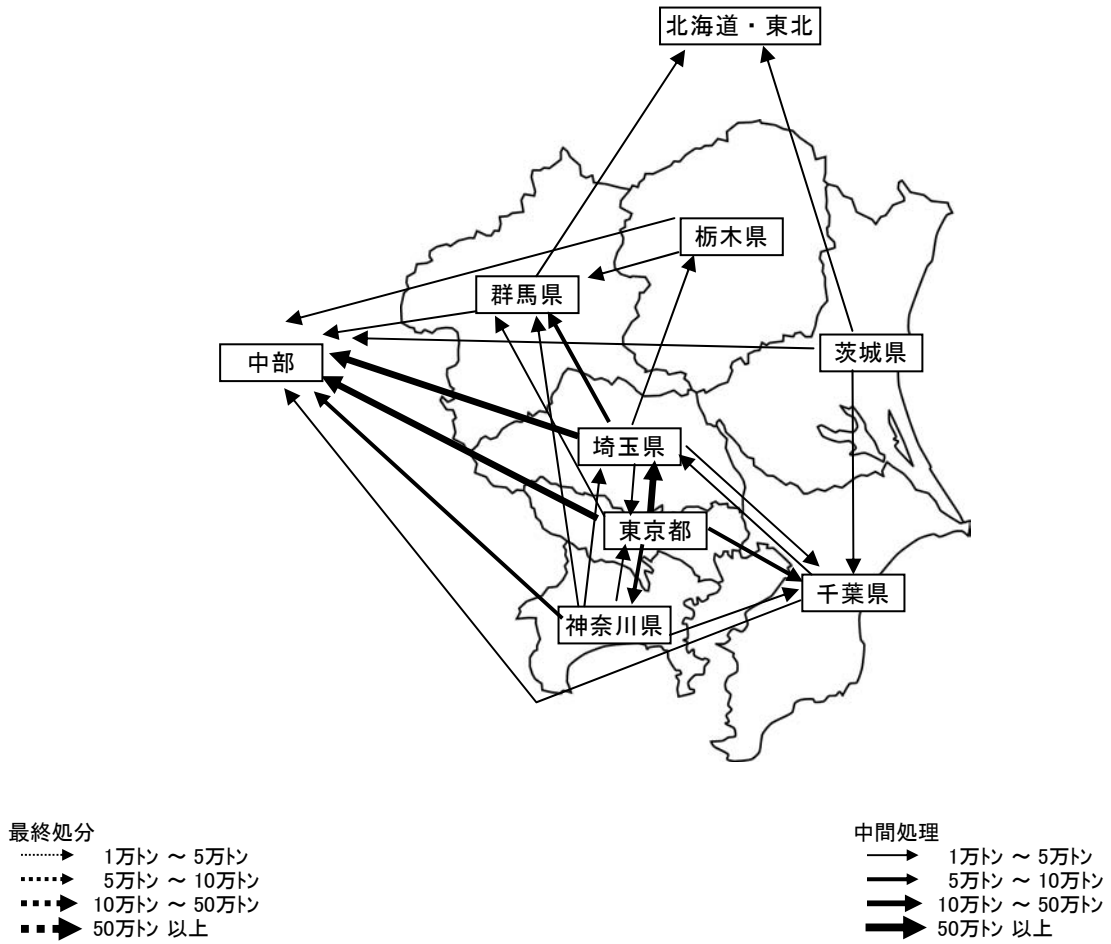 北海道・東北
栃木県
群馬県
茨城県
中部
埼玉県
東京都
千葉県
神奈川県
最終処分
1万トン ～ 5万トン
5万トン ～ 10万トン
10万トン ～ 50万トン
50万トン 以上
中間処理
1万トン ～ 5万トン
5万トン ～ 10万トン
10万トン ～ 50万トン
50万トン 以上